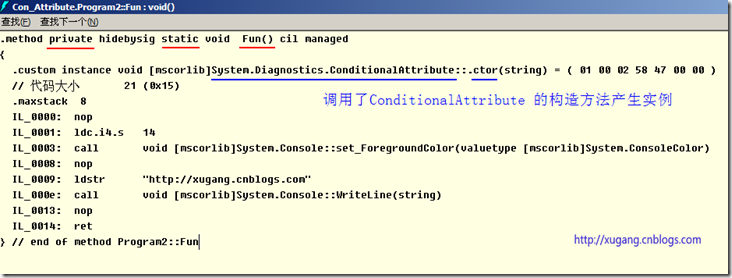 Con_Attribute.Program2::Fun : void()
查找(F) 查找下一个(N)
.method private hidebysig static void Fun() cil managed
{
.custom instance void [mscorlib]System.Diagnostics.ConditionalAttribute::.ctor(string) = ( 01 00 02 58 47 00 00 )
// 代码大小 21 (0x15)
.maxstack 8
调用了ConditionalAttribute 的构造方法产生实例
IL_0000: nop
IL_0001: ldc.i4.s 14
IL_0003: call void [mscorlib]System.Console::set_ForegroundColor(valuetype [mscorlib]System.ConsoleColor)
IL_0008: nop
IL_0009: ldstr "http://xugang.cnblogs.com"
IL_000e: call void [mscorlib]System.Console::WriteLine(string)
IL_0013: nop
IL_0014: ret
} // end of method Program2::Fun
http://xugang.cnblogs.com